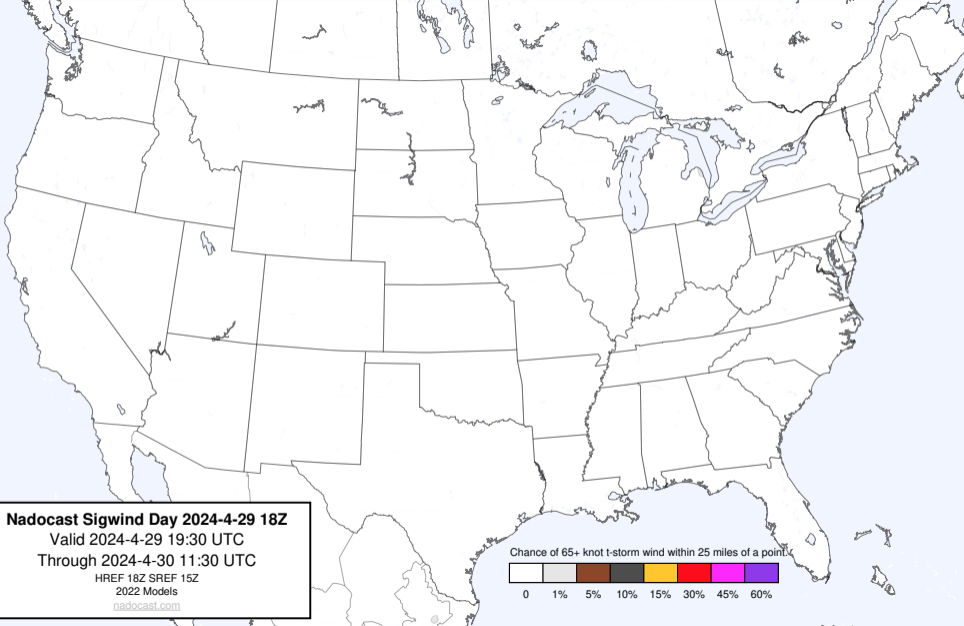 Nadocast Sigwind Day 2024-4-29 18Z
Valid 2024-4-29 19:30 UTC
Through 2024-4-30 11:30 UTC
HREF 18Z SREF 15Z
2022 Models
nadocast.com
Chance of 65+ knot t-storm wind within 25 miles of a point.
0 1% 5% 10% 15% 30% 45% 60%